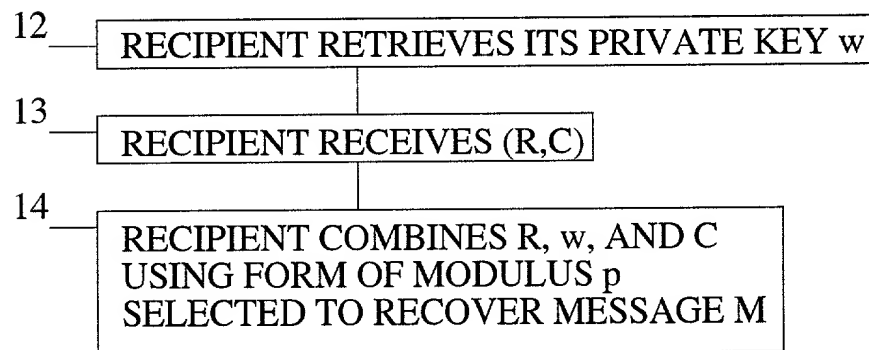 12
RECIPIENT RETRIEVES ITS PRIVATE KEY w
13
RECIPIENT RECEIVES (R,C)
14
RECIPIENT COMBINES R, w, AND C
USING FORM OF MODULUS p
SELECTED TO RECOVER MESSAGE M